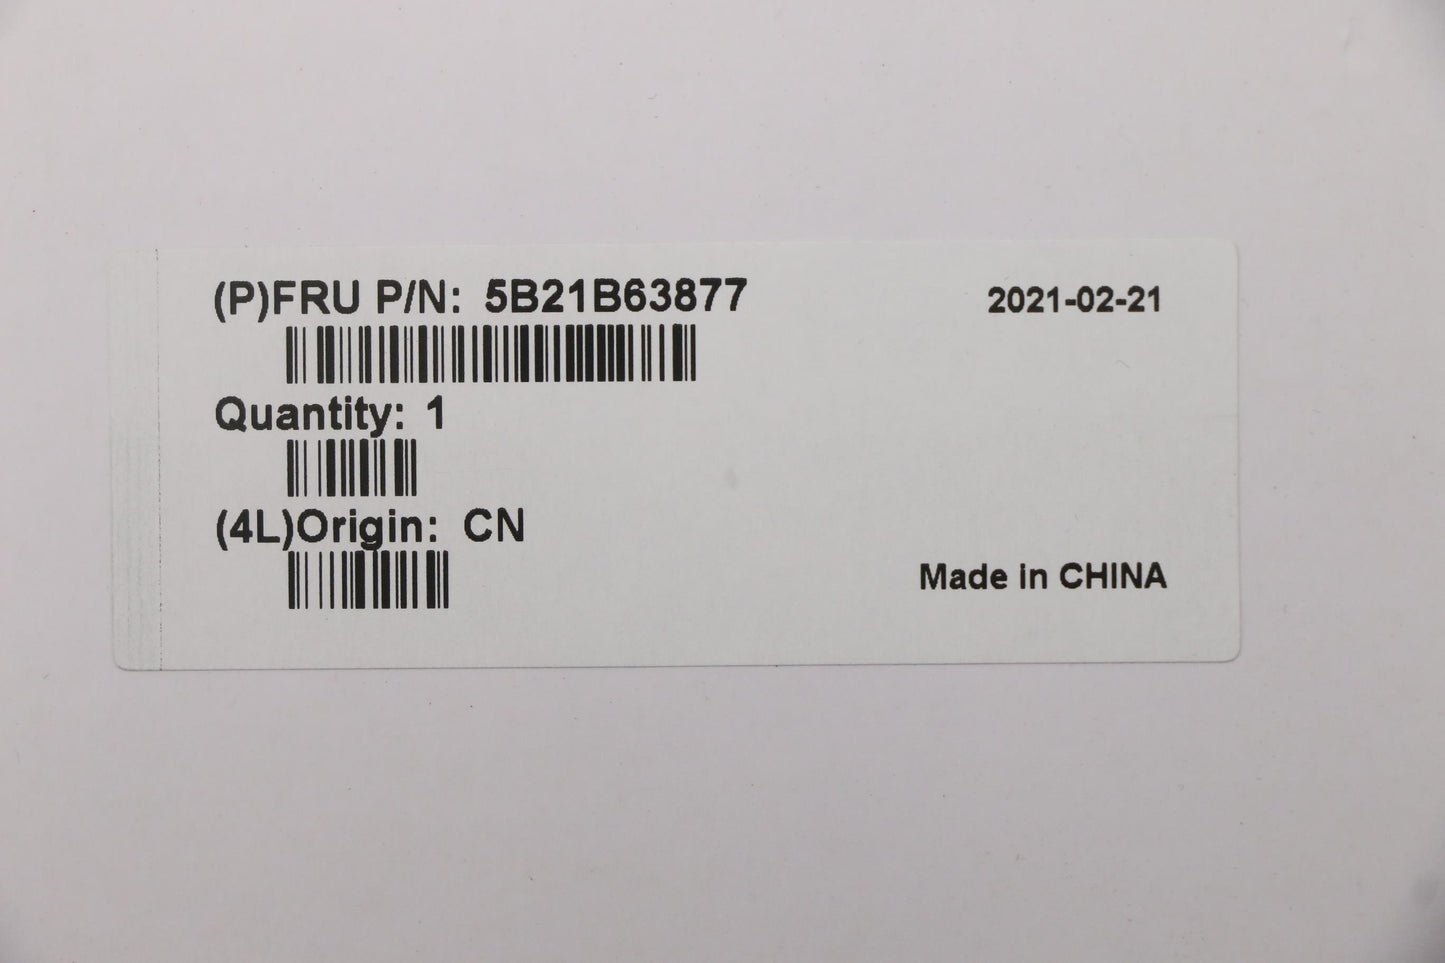 (P)FRU P/N: 5B21B63877
2021-02-21
Quantity: 1
(4L)Origin: CN
Made in CHINA